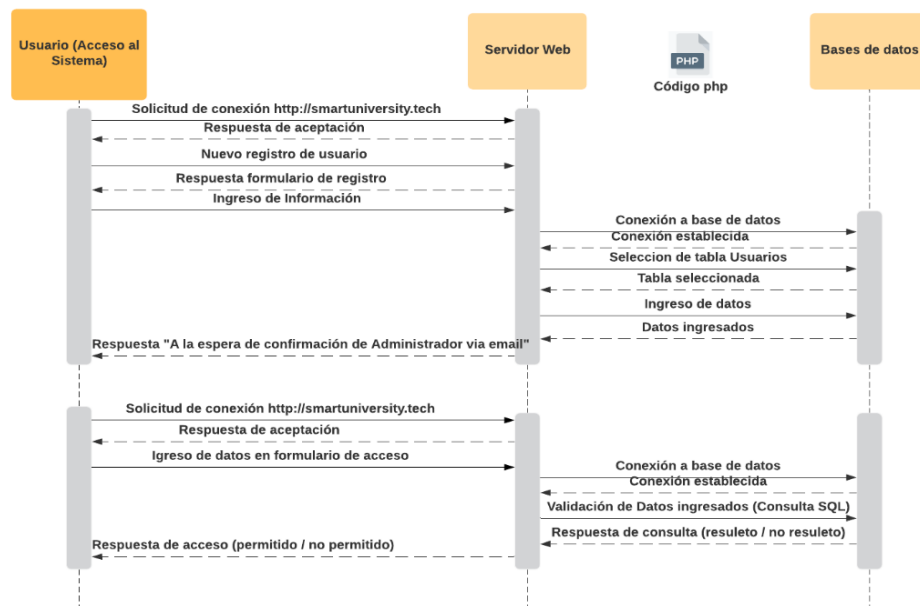 Usuario (Acceso al
Sistema)
Servidor Web
PHP
Código php
Bases de datos
Solicitud de conexión http://smartuniversity.tech
Respuesta de aceptación
Nuevo registro de usuario
Respuesta formulario de registro
Ingreso de Información
Conexión a base de datos
Conexión establecida
Seleccion de tabla Usuarios
Tabla seleccionada
Ingreso de datos
Datos ingresados
Respuesta "A la espera de confirmación de Administrador via email"
Solicitud de conexión http://smartuniversity.tech
Respuesta de aceptación
Igreso de datos en formulario de acceso
Conexión a base de datos
Conexión establecida
Validación de Datos ingresados (Consulta SQL)
Respuesta de consulta (resuleto / no resuleto)
Respuesta de acceso (permitido / no permitido)